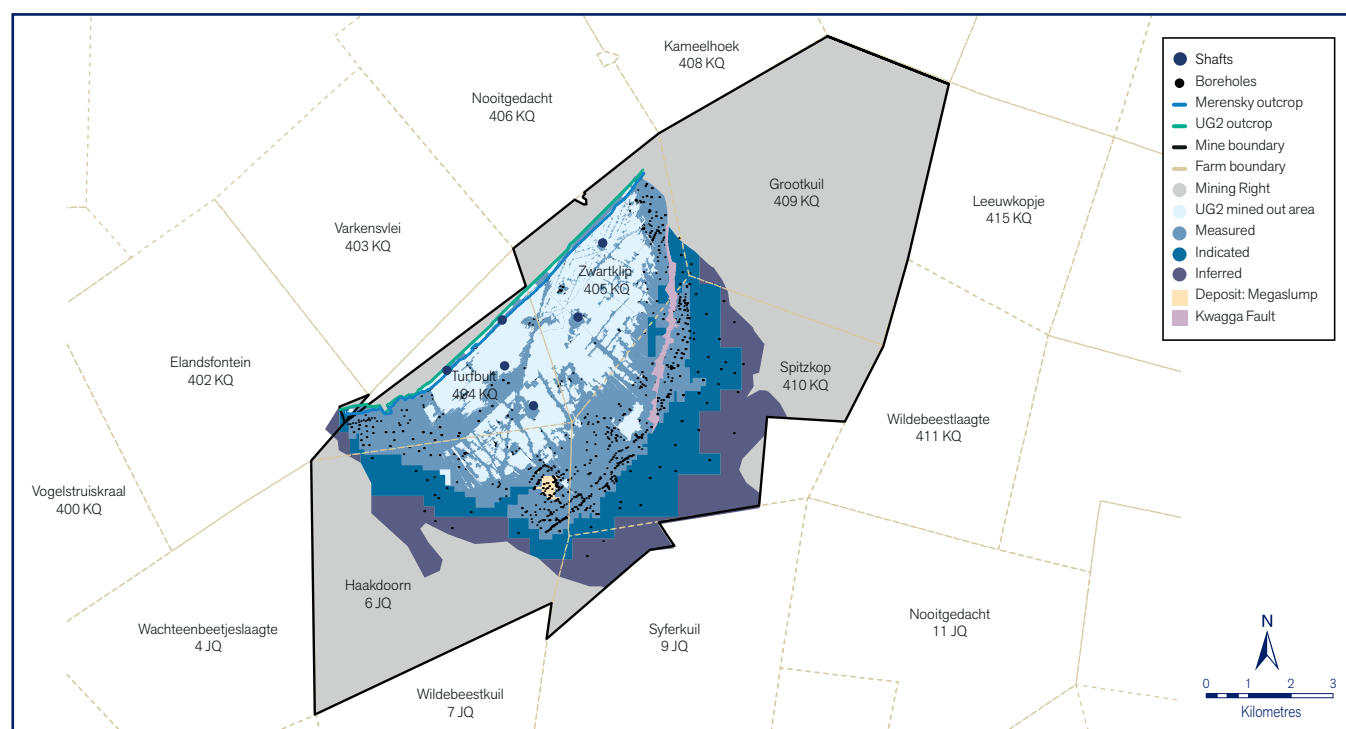 Kameelhoek
408 KQ
Nooitgedacht
406 KQ
Grootkuil
409 KQ
Leeuwkopje
415 KQ
Varkensvlei
403 KQ
Zwartklip
405 KQ
Elandsfontein
402 KQ
Turfbult
404 KQ
Spitzkop
410 KQ
Wildebeestlaagte
411 KQ
Vogelstruiskraal
400 KQ
Haakdoorn
6 JQ
Wachteenbeetjeslaagte
4 JQ
Syferkuil
9 JQ
Nooitgedacht
11 JQ
Wildebeestkuil
7 JQ
Shafts
Boreholes
Merensky outcrop
UG2 outcrop
Mine boundary
Farm boundary
Mining Right
UG2 mined out area
Measured
Indicated
Inferred
Deposit: Megaslump
Kwagga Fault
N
0 1 2 3
Kilometres